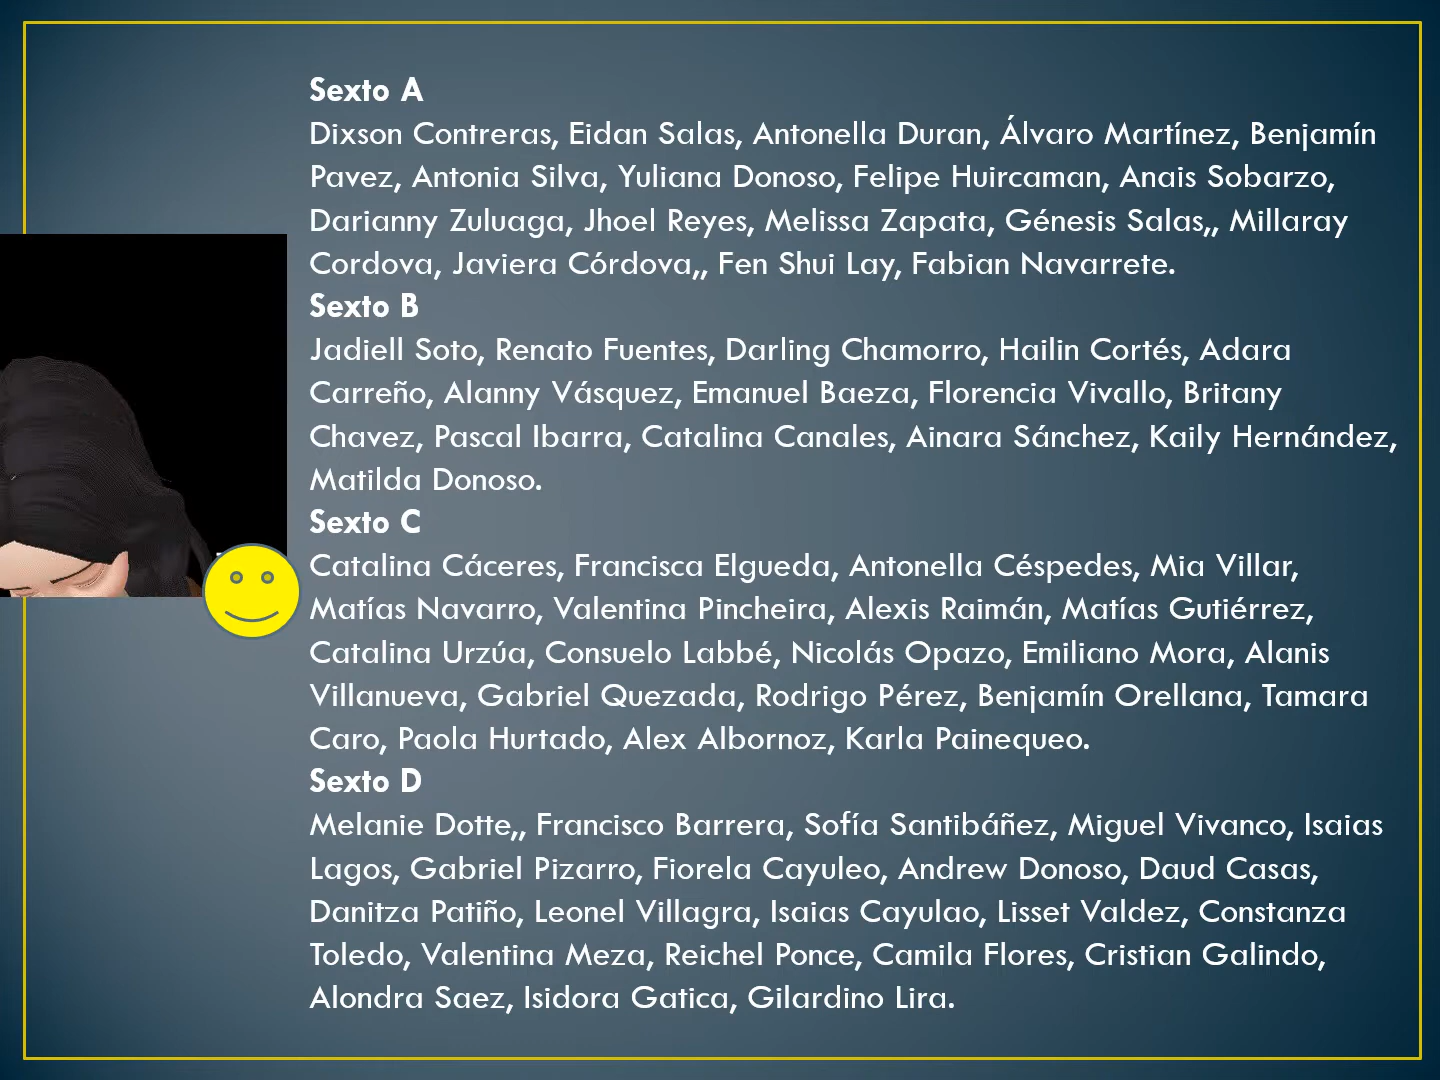 Sexto A
Dixson Contreras, Eidan Salas, Antonella Duran, Álvaro Martínez, Benjamín
Pavez, Antonia Silva, Yuliana Donoso, Felipe Huircaman, Anais Sobarzo,
Darianny Zuluaga, Jhoel Reyes, Melissa Zapata, Génesis Salas,, Millaray
Cordova, Javiera Córdova,, Fen Shui Lay, Fabian Navarrete.
Sexto B
Jadiell Soto, Renato Fuentes, Darling Chamorro, Hailin Cortés, Adara
Carreño, Alanny Vásquez, Emanuel Baeza, Florencia Vivallo, Britany
Chavez, Pascal Ibarra, Catalina Canales, Ainara Sánchez, Kaily Hernández,
Matilda Donoso.
Sexto C
Catalina Cáceres, Francisca Elgueda, Antonella Céspedes, Mia Villar,
Matías Navarro, Valentina Pincheira, Alexis Raimán, Matías Gutiérrez,
Catalina Urzúa, Consuelo Labbé, Nicolás Opazo, Emiliano Mora, Alanis
Villanueva, Gabriel Quezada, Rodrigo Pérez, Benjamín Orellana, Tamara
Caro, Paola Hurtado, Alex Albornoz, Karla Painequeo.
Sexto D
Melanie Dotte,, Francisco Barrera, Sofía Santibáñez, Miguel Vivanco, Isaias
Lagos, Gabriel Pizarro, Fiorela Cayuleo, Andrew Donoso, Daud Casas,
Danitza Patiño, Leonel Villagra, Isaias Cayulao, Lisset Valdez, Constanza
Toledo, Valentina Meza, Reichel Ponce, Camila Flores, Cristian Galindo,
Alondra Saez, Isidora Gatica, Gilardino Lira.